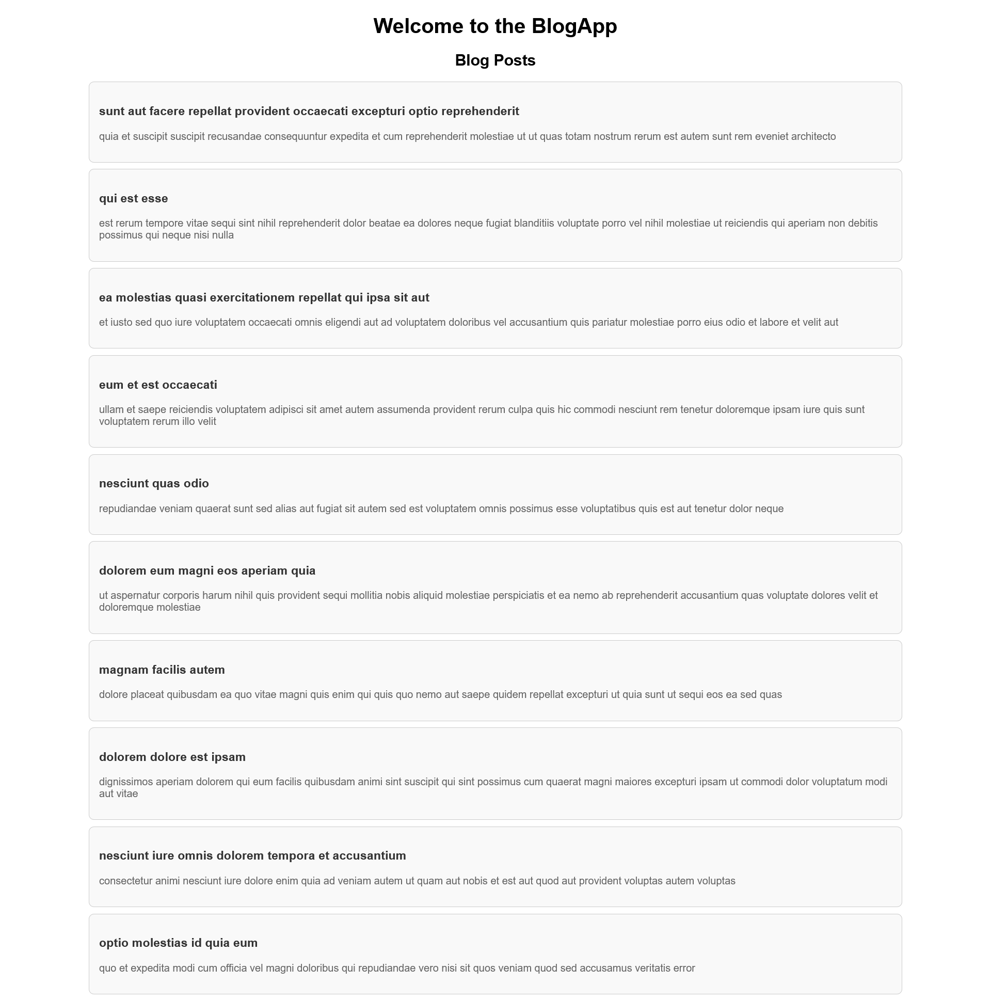 Welcome to the BlogApp
Blog Posts
sunt aut facere repellat provident occaecati excepturi optio reprehenderit
quia et suscipit suscipit recusandae consequuntur expedita et cum reprehenderit molestiae ut ut quas totam nostrum rerum est autem sunt rem eveniet architecto
qui est esse
est rerum tempore vitae sequi sint nihil reprehenderit dolor beatae ea dolores neque fugiat blanditiis voluptate porro vel nihil molestiae ut reiciendis qui aperiam non debitis
possimus qui neque nisi nulla
ea molestias quasi exercitationem repellat qui ipsa sit aut
et iusto sed quo iure voluptatem occaecati omnis eligendi aut ad voluptatem doloribus vel accusantium quis pariatur molestiae porro eius odio et labore et velit aut
eum et est occaecati
ullam et saepe reiciendis voluptatem adipisci sit amet autem assumenda provident rerum culpa quis hic commodi nesciunt rem tenetur doloremque ipsam iure quis sunt
voluptatem rerum illo velit
nesciunt quas odio
repudiandae veniam quaerat sunt sed alias aut fugiat sit autem sed est voluptatem omnis possimus esse voluptatibus quis est aut tenetur dolor neque
dolorem eum magni eos aperiam quia
ut aspernatur corporis harum nihil quis provident sequi mollitia nobis aliquid molestiae perspiciatis et ea nemo ab reprehenderit accusantium quas voluptate dolores velit et
doloremque molestiae
magnam facilis autem
dolore placeat quibusdam ea quo vitae magni quis enim qui quis quo nemo aut saepe quidem repellat excepturi ut quia sunt ut sequi eos ea sed quas
dolorem dolore est ipsam
dignissimos aperiam dolorem qui eum facilis quibusdam animi sint suscipit qui sint possimus cum quaerat magni maiores excepturi ipsam ut commodi dolor voluptatum modi
aut vitae
nesciunt iure omnis dolorem tempora et accusantium
consectetur animi nesciunt iure dolore enim quia ad veniam autem ut quam aut nobis et est aut quod aut provident voluptas autem voluptas
optio molestias id quia eum
quo et expedita modi cum officia vel magni doloribus qui repudiandae vero nisi sit quos veniam quod sed accusamus veritatis error